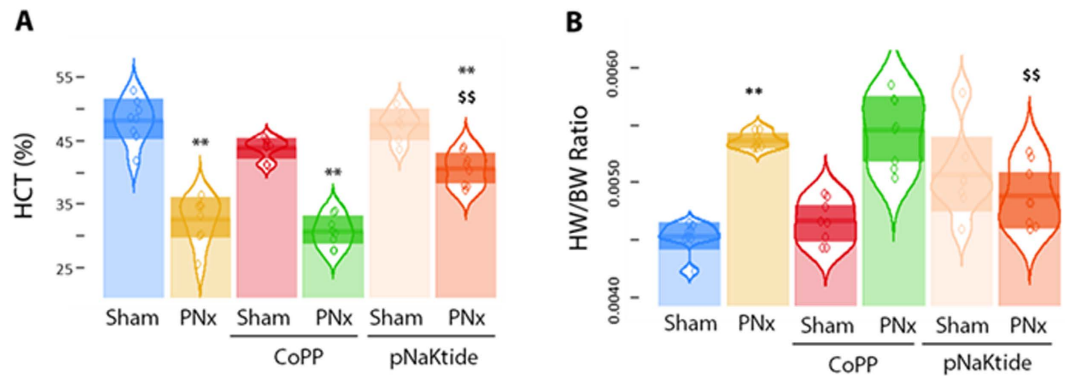 A
HCT (%)
55
45
35
25
**
**
**
$$
Sham PNx Sham PNx Sham PNx
CoPP pNaKtide
B
HW/BW Ratio
0.0060
0.0050
0.0040
**
$$
Sham PNx Sham PNx Sham PNx
CoPP pNaKtide